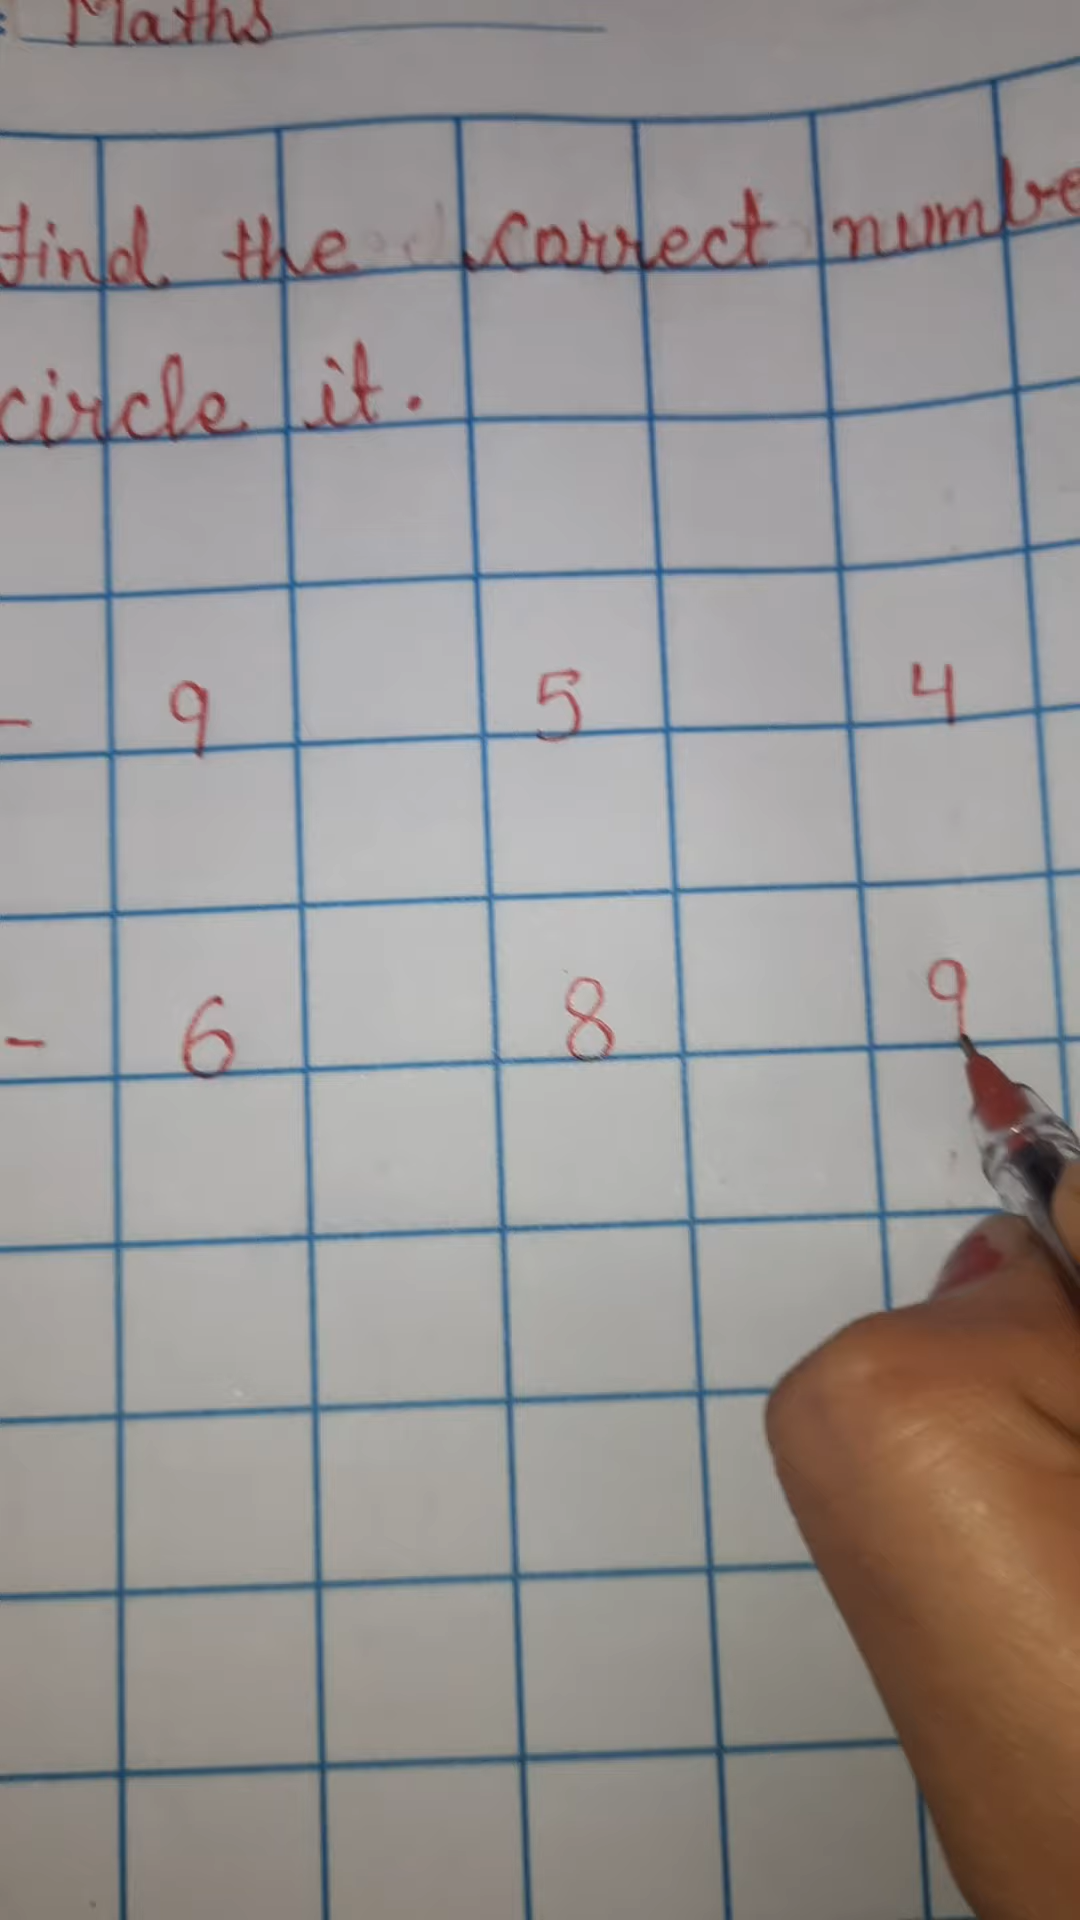 : Maths
find the correct numbe
circle it.
- 9 5 4
- 6 8 9